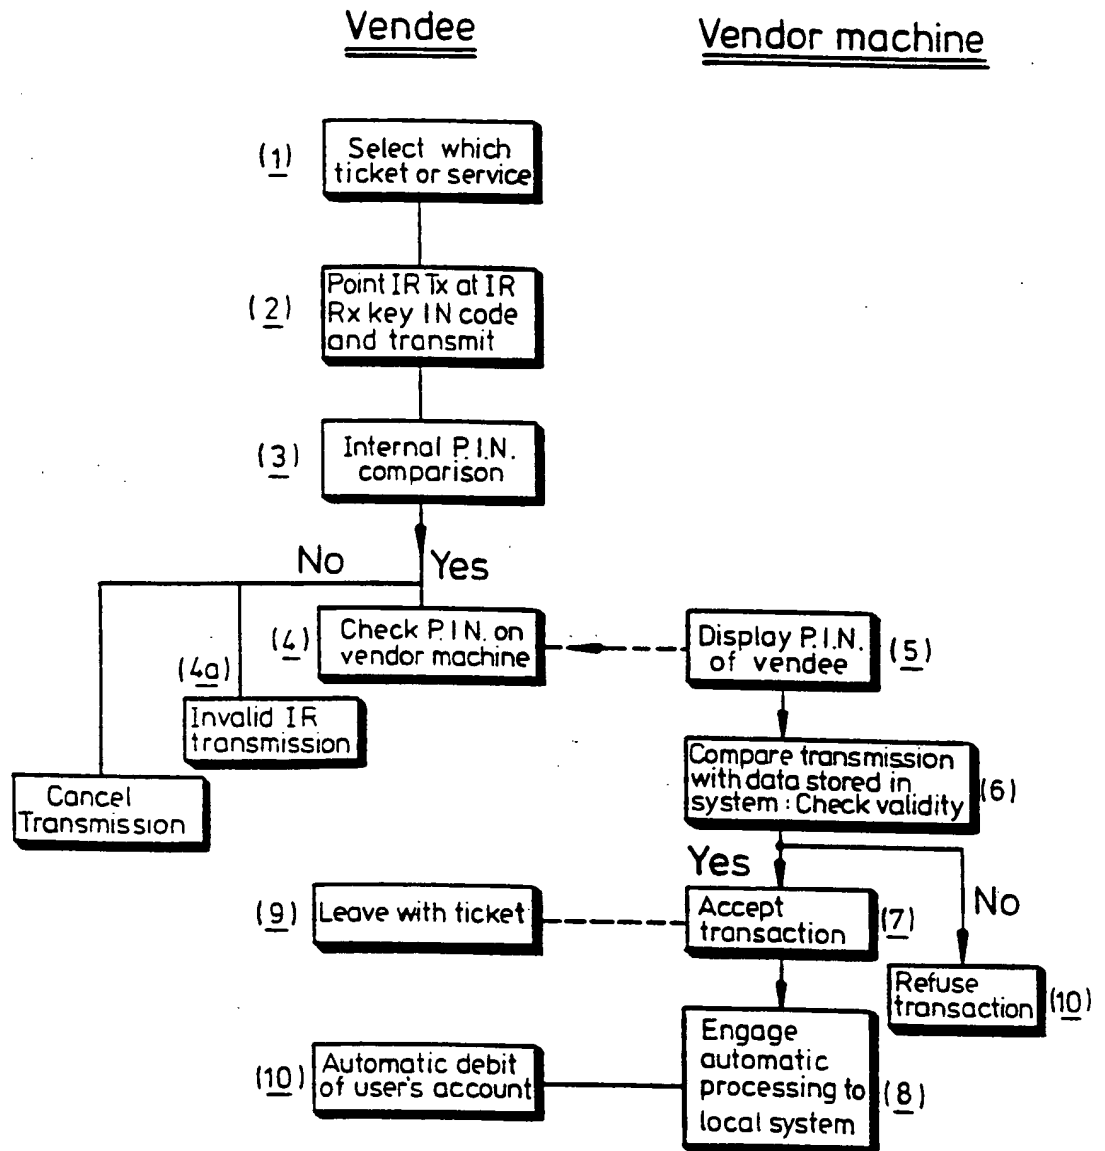 Vendee
Vendor machine
(1)
Select which
ticket or service
(2)
Point IR Tx at IR
Rx key IN code
and transmit
(3)
Internal P.I.N.
comparison
No
Yes
(4)
Check P.I.N. on
vendor machine
Display P.I.N.
of vendee
(5)
(4a)
Invalid IR
transmission
Cancel
Transmission
Compare transmission
with data stored in
system : Check validity
(6)
Yes
No
(9)
Leave with ticket
Accept
transaction
(7)
Refuse
transaction
(10)
(10)
Automatic debit
of user's account
Engage
automatic
processing to
local system
(8)